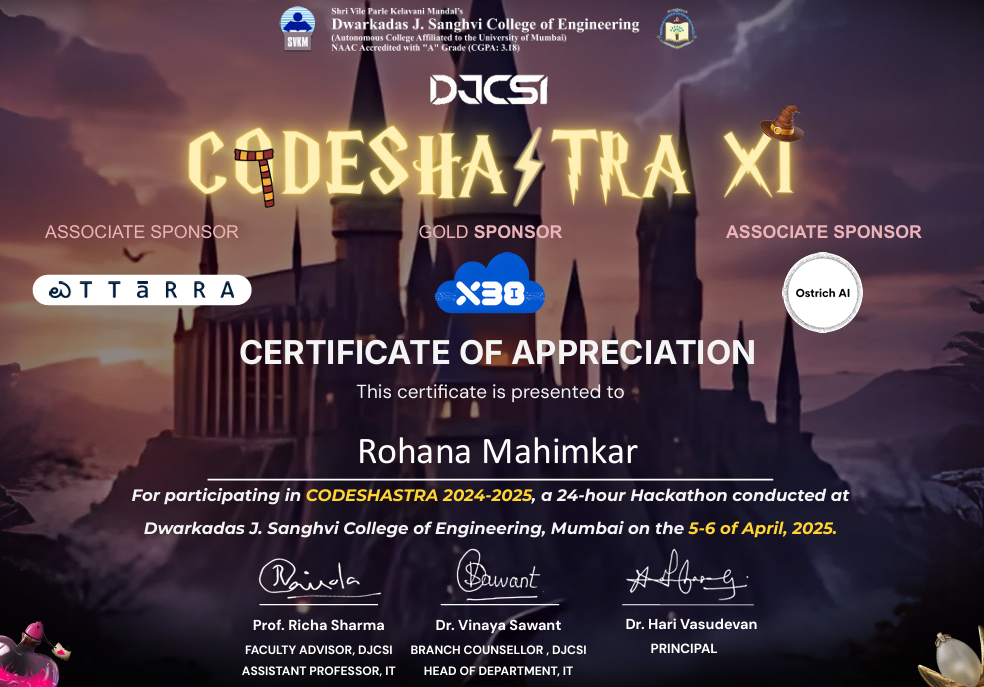 Shri Vile Parle Kelavani Mandal's
Dwarkadas J. Sanghvi College of Engineering
(Autonomous College Affiliated to the University of Mumbai)
NAAC Accredited with "A" Grade (CGPA: 3.18)
SVKM
DJCSI
CODESHASTRA XI
ASSOCIATE SPONSOR
GOLD SPONSOR
ASSOCIATE SPONSOR
TTāRRA
X38
Ostrich AI
CERTIFICATE OF APPRECIATION
This certificate is presented to
Rohana Mahimkar
For participating in CODESHASTRA 2024-2025, a 24-hour Hackathon conducted at
Dwarkadas J. Sanghvi College of Engineering, Mumbai on the 5-6 of April, 2025.
Sawant
Prof. Richa Sharma
Dr. Vinaya Sawant
Dr. Hari Vasudevan
FACULTY ADVISOR, DJCSI
BRANCH COUNSELLOR , DJCSI
PRINCIPAL
ASSISTANT PROFESSOR, IT
HEAD OF DEPARTMENT, IT